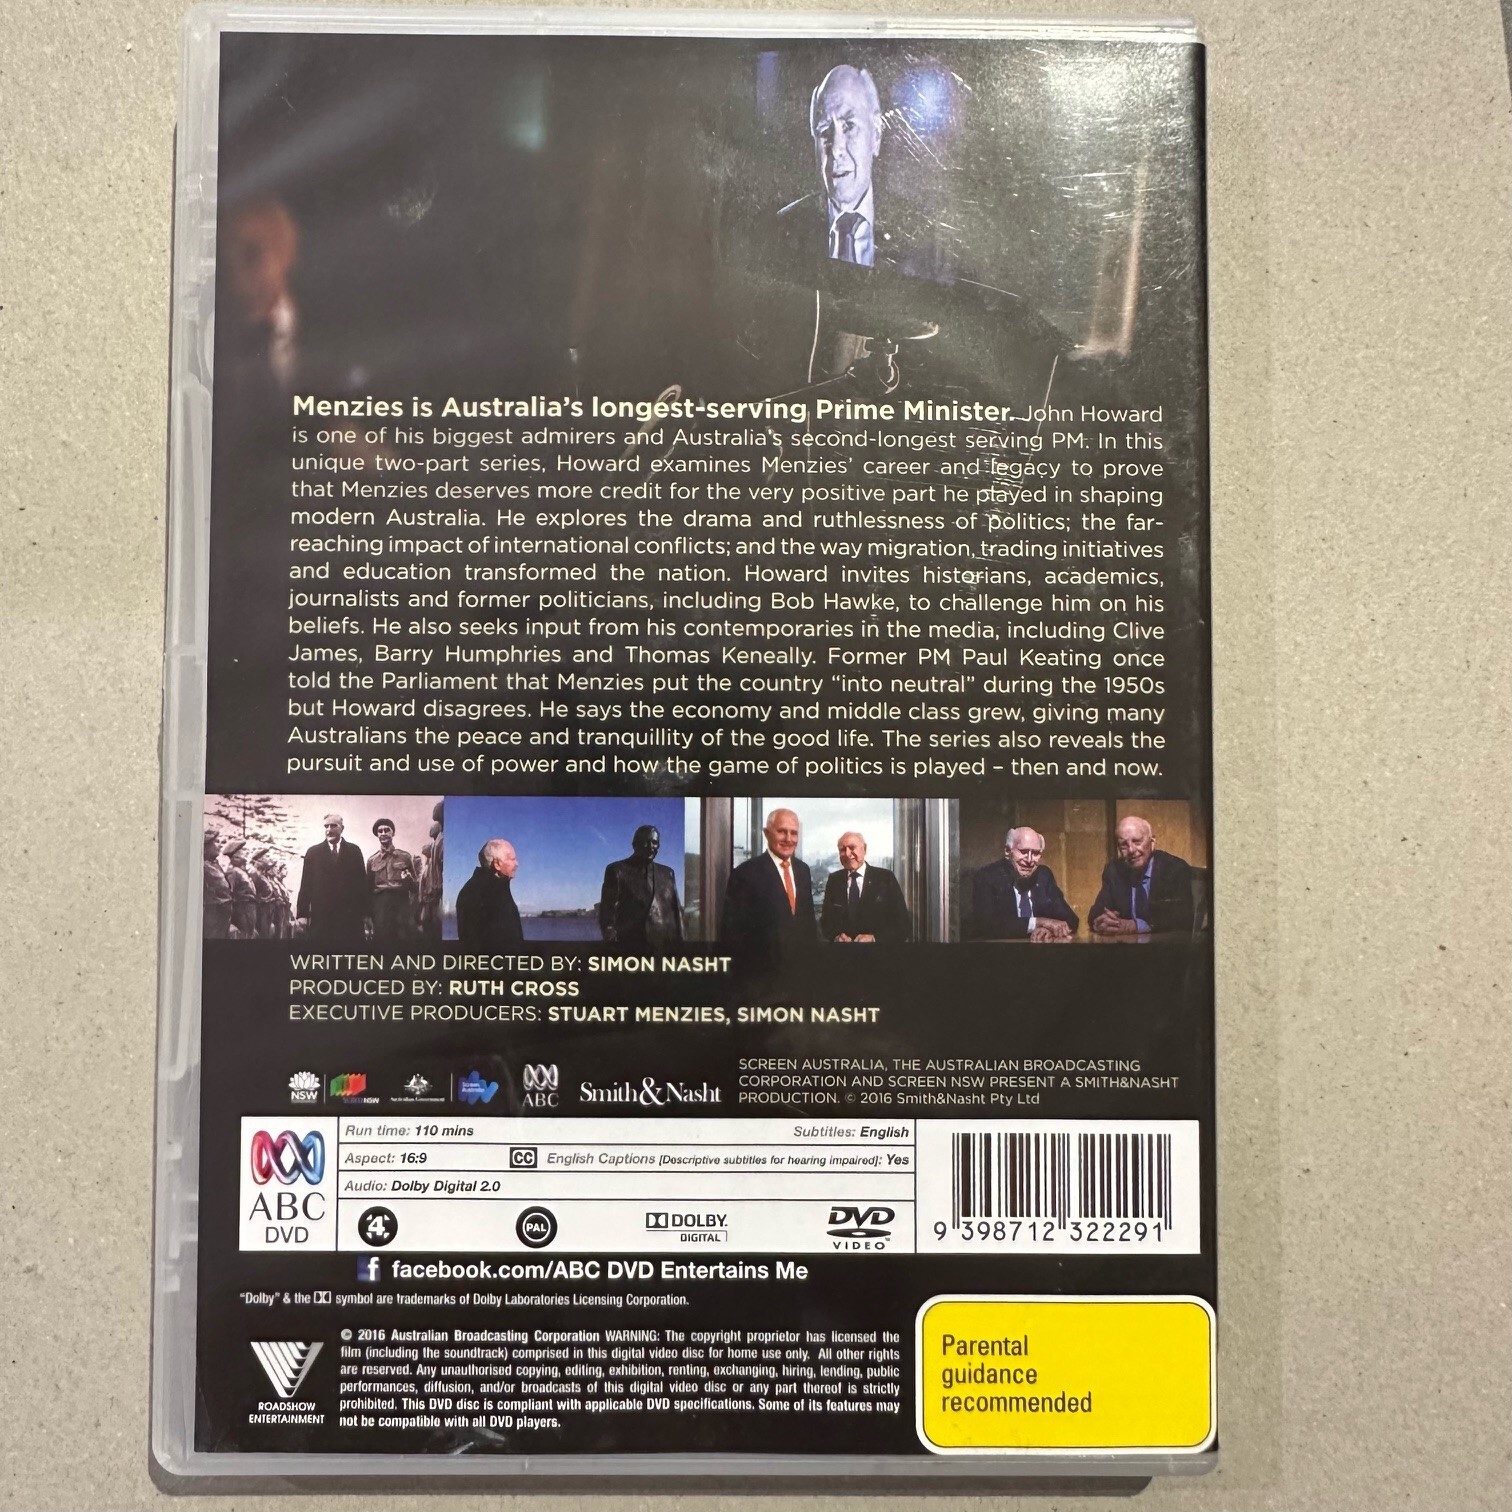 Menzies is Australia's longest-serving Prime Minister. John Howard
is one of his biggest admirers and Australia's second-longest serving PM. In this
unique two-part series, Howard examines Menzies' career and legacy to prove
that Menzies deserves more credit for the very positive part he played in shaping
modern Australia. He explores the drama and ruthlessness of politics; the far-
reaching impact of international conflicts; and the way migration, trading initiatives
and education transformed the nation. Howard invites historians, academics,
journalists and former politicians, including Bob Hawke, to challenge him on his
beliefs. He also seeks input from his contemporaries in the media, including Clive
James, Barry Humphries and Thomas Keneally. Former PM Paul Keating once
told the Parliament that Menzies put the country “into neutral” during the 1950s
but Howard disagrees. He says the economy and middle class grew, giving many
Australians the peace and tranquillity of the good life. The series also reveals the
pursuit and use of power and how the game of politics is played – then and now.
WRITTEN AND DIRECTED BY: SIMON NASHT
PRODUCED BY: RUTH CROSS
EXECUTIVE PRODUCERS: STUART MENZIES, SIMON NASHT
NSW
SCREEN NSW
Australian Government
Screen Australia
ABC
Smith&Nasht
SCREEN AUSTRALIA, THE AUSTRALIAN BROADCASTING
CORPORATION AND SCREEN NSW PRESENT A SMITH&NASHT
PRODUCTION. © 2016 Smith&Nasht Pty Ltd
ABC
DVD
Run time: 110 mins
Subtitles: English
Aspect: 16:9
CC English Captions [Descriptive subtitles for hearing impaired]: Yes
Audio: Dolby Digital 2.0
4
PAL
DOLBY.
DIGITAL
DVD
VIDEO™
9 398712 322291
f facebook.com/ABC DVD Entertains Me
“Dolby” & the symbol are trademarks of Dolby Laboratories Licensing Corporation.
ROADSHOW
ENTERTAINMENT
© 2016 Australian Broadcasting Corporation WARNING: The copyright proprietor has licensed the
film (including the soundtrack) comprised in this digital video disc for home use only. All other rights
are reserved. Any unauthorised copying, editing, exhibition, renting, exchanging, hiring, lending, public
performances, diffusion, and/or broadcasts of this digital video disc or any part thereof is strictly
prohibited. This DVD disc is compliant with applicable DVD specifications. Some of its features may
not be compatible with all DVD players.
Parental
guidance
recommended